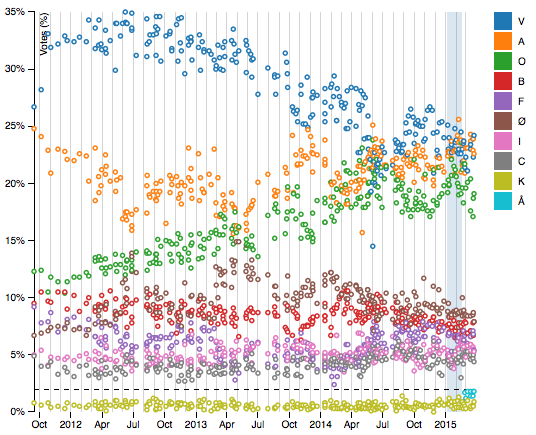 35%
30%
25%
20%
15%
10%
5%
0%
Votes (%)
Oct 2012 Apr Jul Oct 2013 Apr Jul Oct 2014 Apr Jul Oct 2015
V
A
O
B
F
Ø
I
C
K
Å